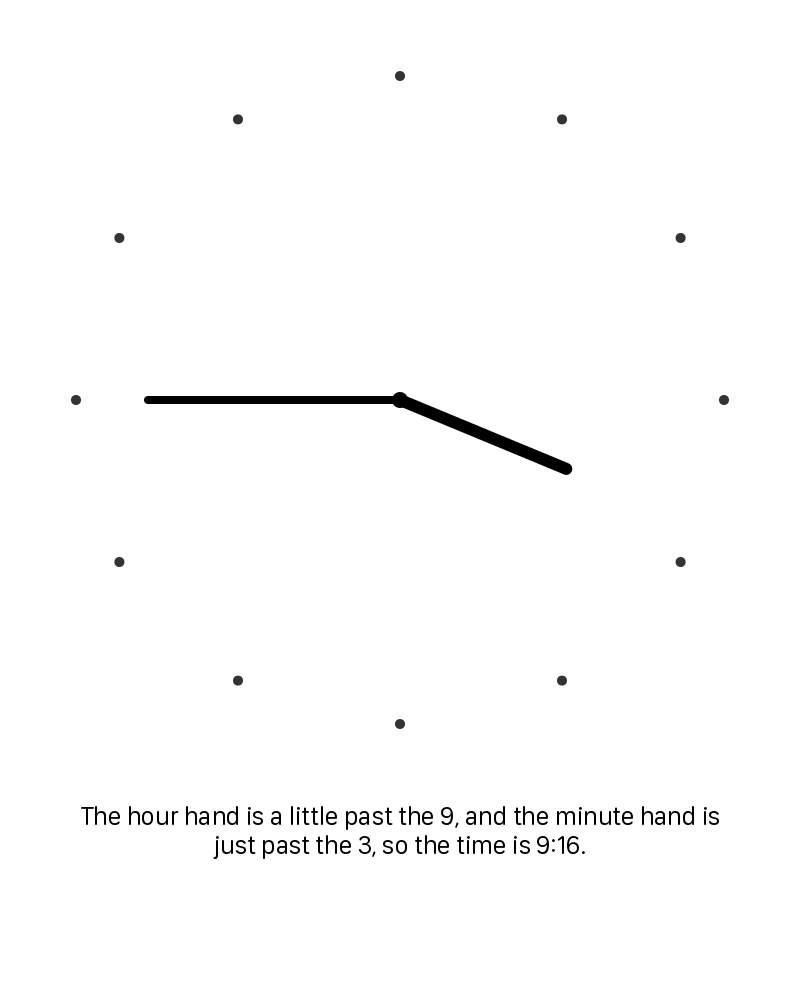 The hour hand is a little past the 9, and the minute hand is
just past the 3, so the time is 9:16.